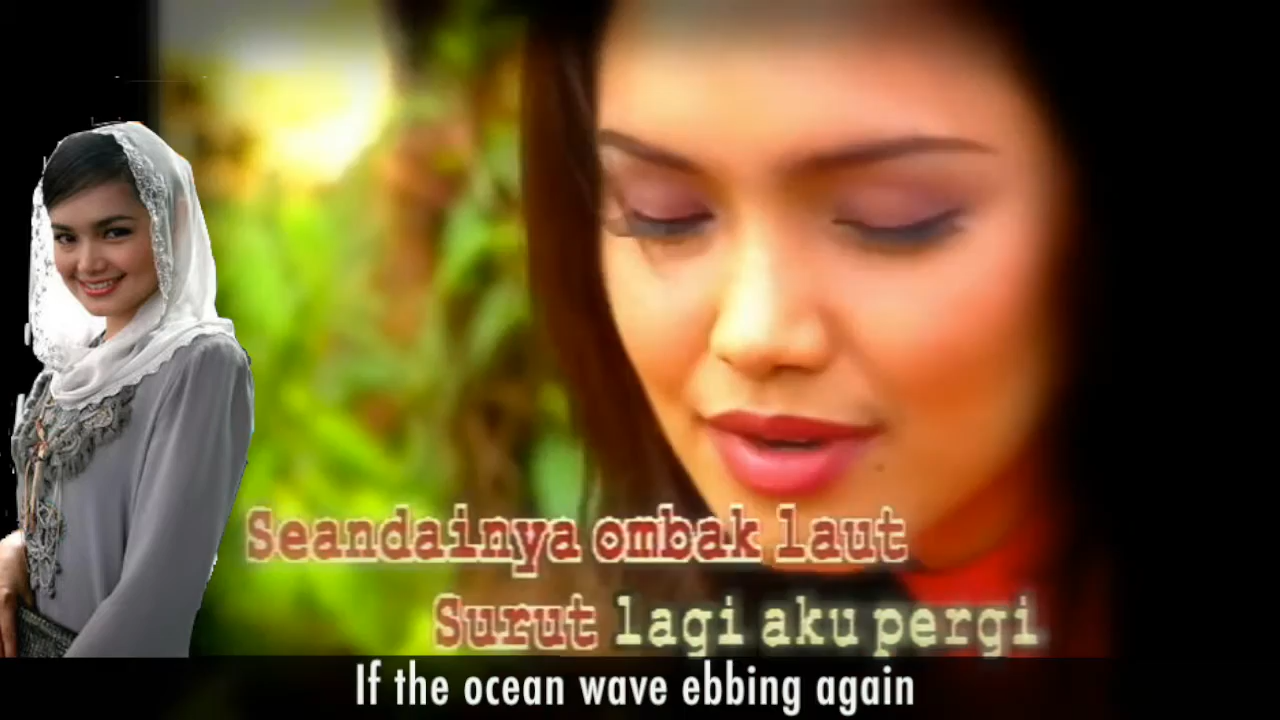 Seandainya ombak laut
Surut lagi aku pergi
If the ocean wave ebbing again